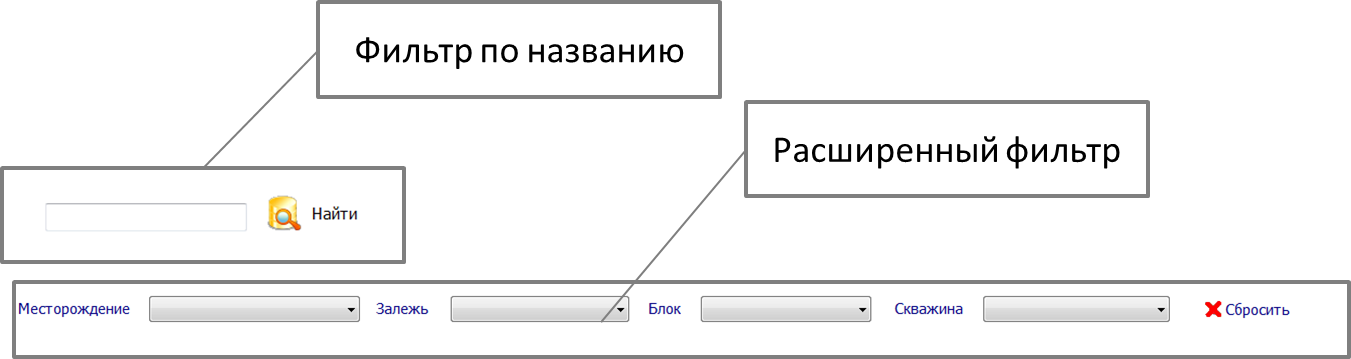 Фильтр по названию
Расширенный фильтр
Найти
Месторождение Залежь Блок Скважина Сбросить